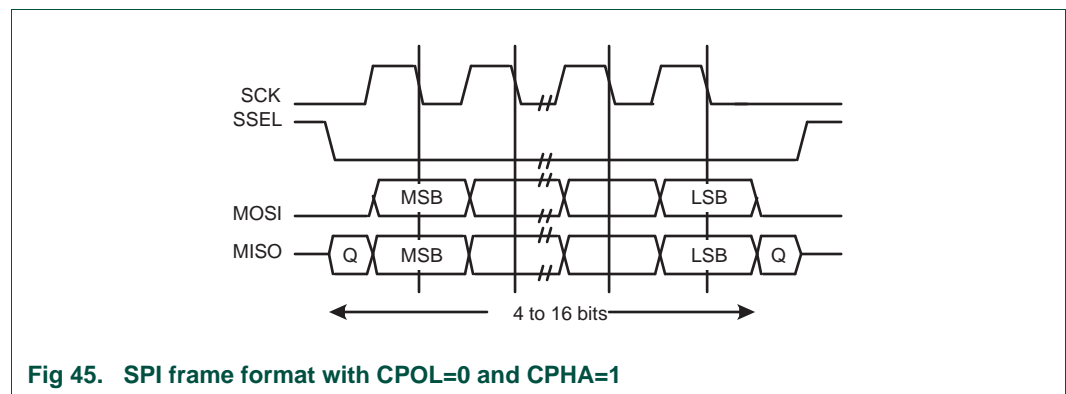 SCK
SSEL
MOSI MSB LSB
MISO Q MSB LSB Q
4 to 16 bits
Fig 45. SPI frame format with CPOL=0 and CPHA=1